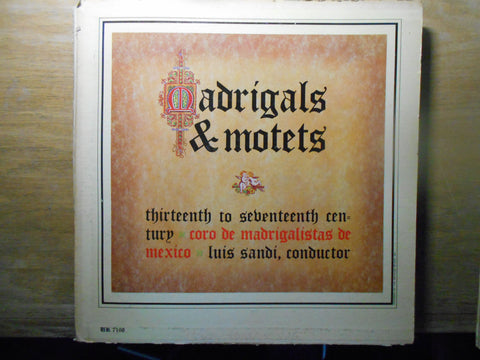 Madrigals
& motets
thirteenth to seventeenth cen-
tury coro de madrigalistas de
mexico luis sandi, conductor